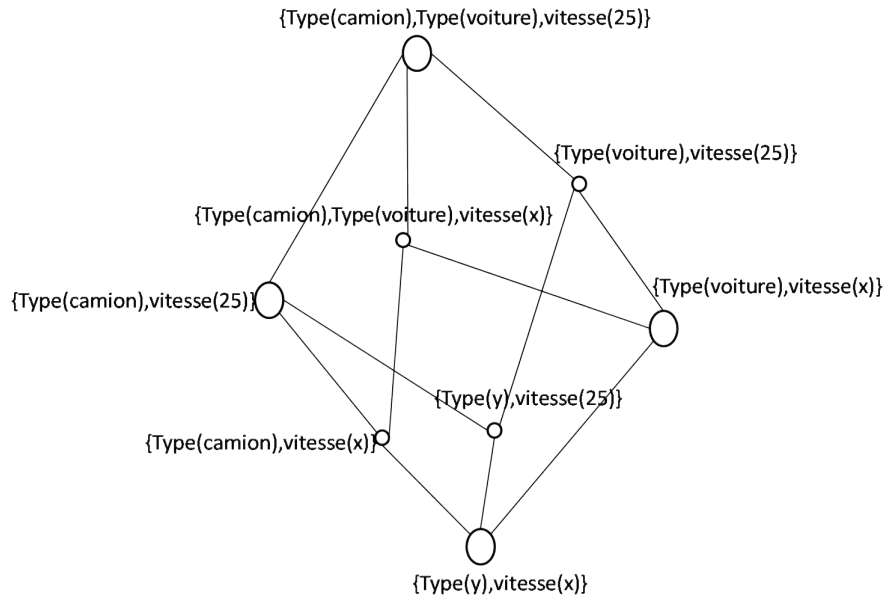 {Type(camion),Type(voiture),vitesse(25)}
{Type(voiture),vitesse(25)}
{Type(camion),Type(voiture),vitesse(x)}
{Type(voiture),vitesse(x)}
{Type(camion),vitesse(25)}
{Type(y),vitesse(25)}
{Type(camion),vitesse(x)}
{Type(y),vitesse(x)}